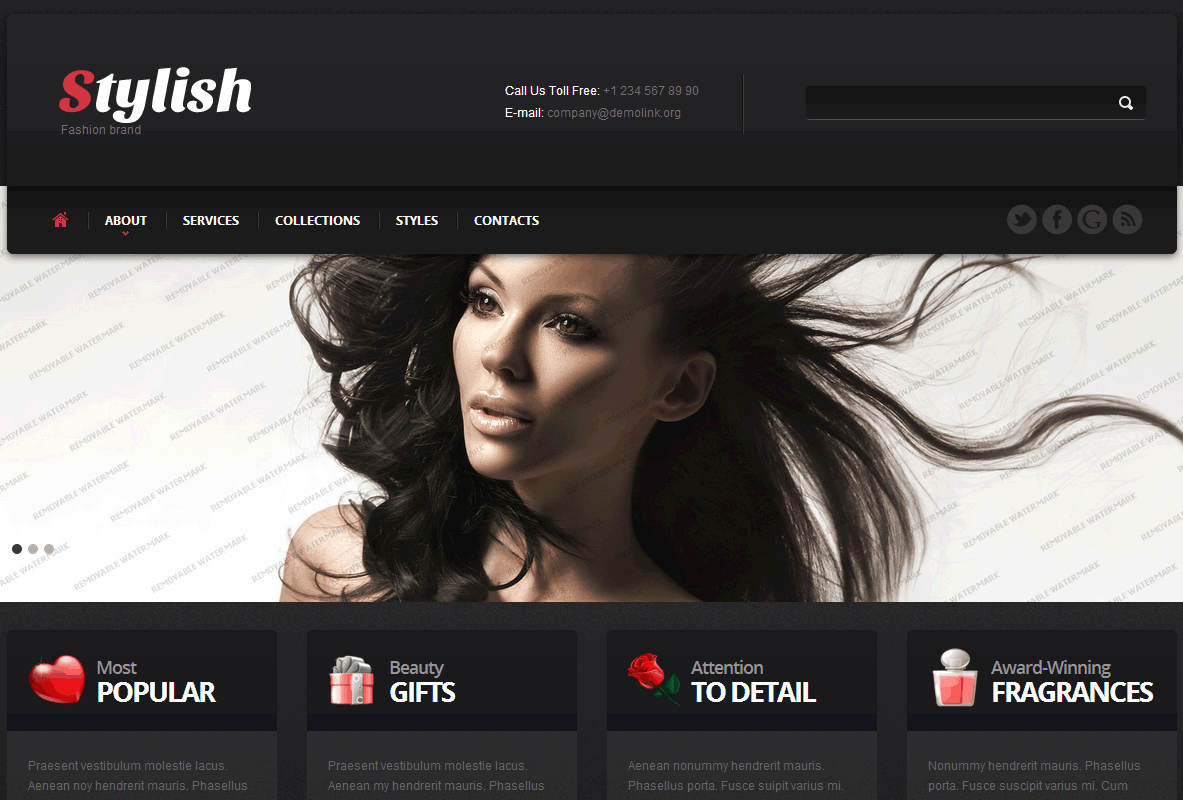 Stylish
Fashion brand
Call Us Toll Free: +1 234 567 89 90
E-mail: company@demolink.org
ABOUT SERVICES COLLECTIONS STYLES CONTACTS
REMOVABLE WATERMARK
Most
POPULAR
Beauty
GIFTS
Attention
TO DETAIL
Award-Winning
FRAGRANCES
Praesent vestibulum molestie lacus.
Aenean noy hendrerit mauris. Phasellus
Praesent vestibulum molestie lacus.
Aenean my hendrerit mauris. Phasellus
Aenean nonummy hendrerit mauris.
Phasellus porta. Fusce suipit varius mi.
Nonummy hendrerit mauris. Phasellus
porta. Fusce suscipit varius mi. Cum